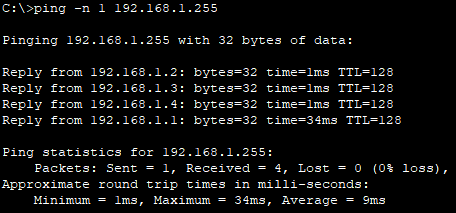 C:\>ping -n 1 192.168.1.255
Pinging 192.168.1.255 with 32 bytes of data:
Reply from 192.168.1.2: bytes=32 time=1ms TTL=128
Reply from 192.168.1.3: bytes=32 time=1ms TTL=128
Reply from 192.168.1.4: bytes=32 time=1ms TTL=128
Reply from 192.168.1.1: bytes=32 time=34ms TTL=128
Ping statistics for 192.168.1.255:
    Packets: Sent = 1, Received = 4, Lost = 0 (0% loss),
Approximate round trip times in milli-seconds:
    Minimum = 1ms, Maximum = 34ms, Average = 9ms